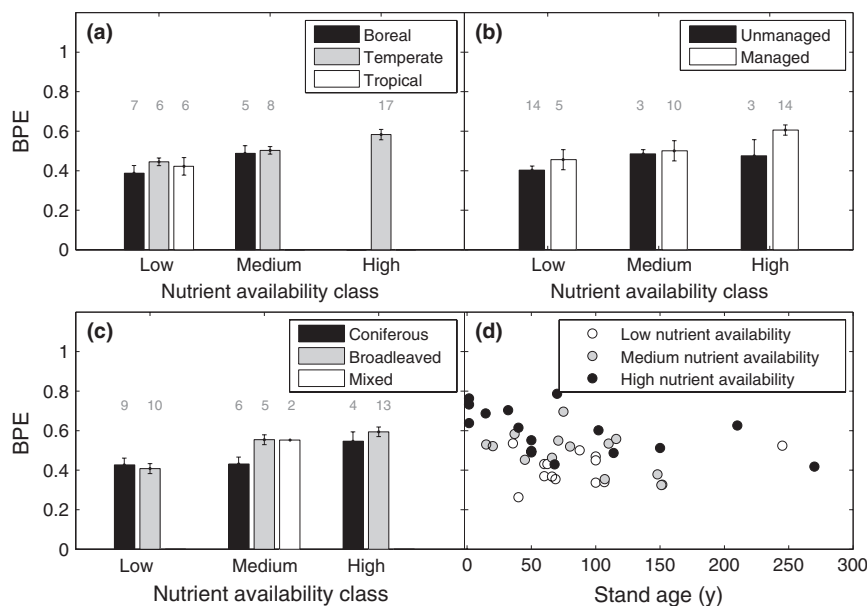 (a)
Boreal
Temperate
Tropical
1
0.8
0.6
0.4
0.2
0
BPE
7 6 6 5 8 17
Low Medium High
Nutrient availability class
(b)
Unmanaged
Managed
14 5 3 10 3 14
Low Medium High
Nutrient availability class
(c)
Coniferous
Broadleaved
Mixed
1
0.8
0.6
0.4
0.2
0
BPE
9 10 6 5 2 4 13
Low Medium High
Nutrient availability class
(d)
Low nutrient availability
Medium nutrient availability
High nutrient availability
0 50 100 150 200 250 300
Stand age (y)